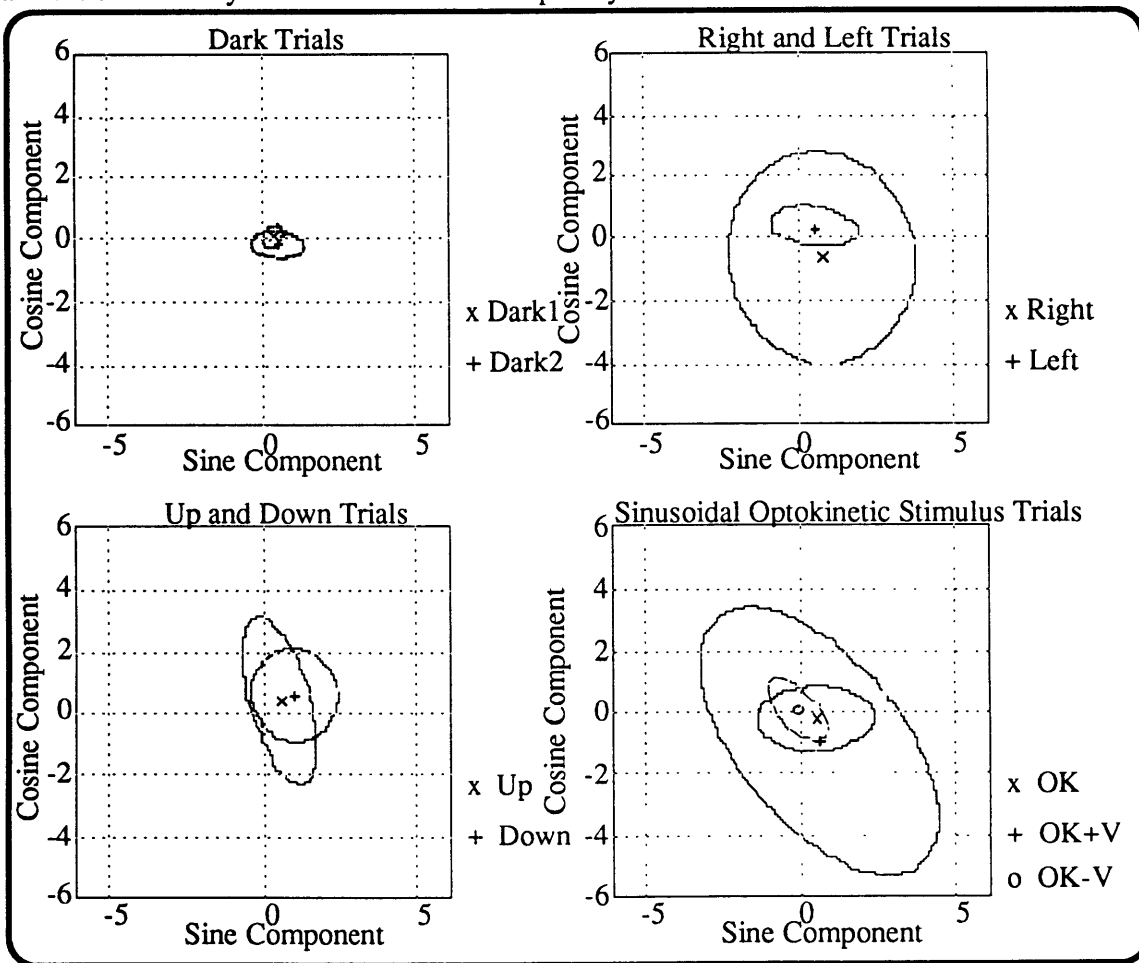 Dark Trials
6
4
2
0
-2
-4
-6
-5
0
5
Cosine Component
Sine Component
x Dark1
+ Dark2
Right and Left Trials
6
4
2
0
-2
-4
-6
-5
0
5
Cosine Component
Sine Component
x Right
+ Left
Up and Down Trials
6
4
2
0
-2
-4
-6
-5
0
5
Cosine Component
Sine Component
x Up
+ Down
Sinusoidal Optokinetic Stimulus Trials
6
4
2
0
-2
-4
-6
-5
0
5
Cosine Component
Sine Component
x OK
+ OK+V
o OK-V